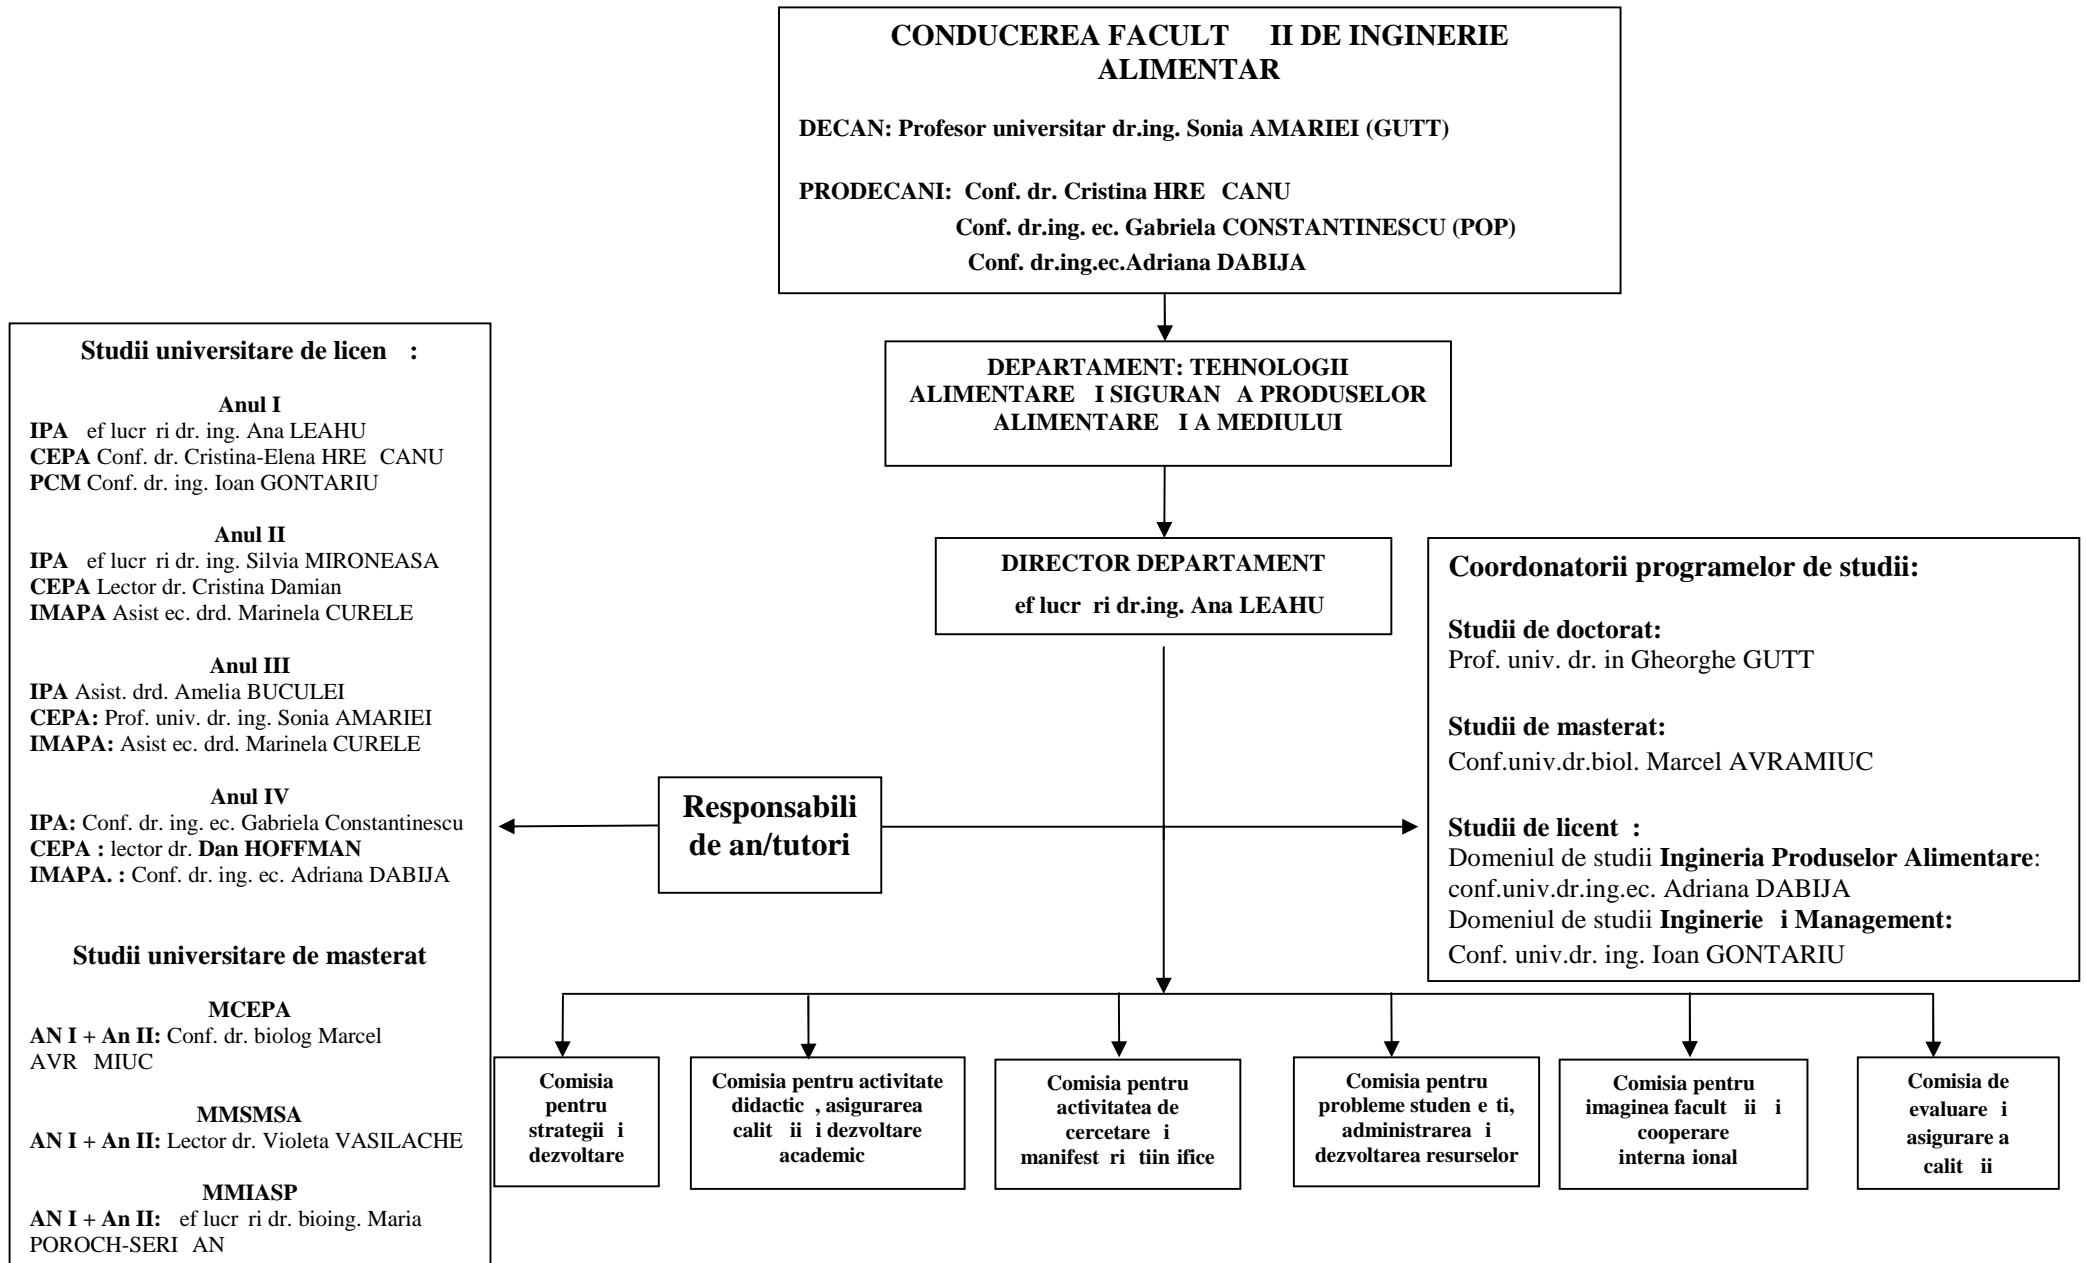 CONDUCEREA FACULT II DE INGINERIE
ALIMENTAR
DECAN: Profesor universitar dr.ing. Sonia AMARIEI (GUTT)
PRODECANI: Conf. dr. Cristina HRE CANU
Conf. dr.ing. ec. Gabriela CONSTANTINESCU (POP)
Conf. dr.ing.ec.Adriana DABIJA
DEPARTAMENT: TEHNOLOGII
ALIMENTARE I SIGURAN A PRODUSELOR
ALIMENTARE I A MEDIULUI
DIRECTOR DEPARTAMENT
ef lucr ri dr.ing. Ana LEAHU
Studii universitare de licen :
Anul I
IPA ef lucr ri dr. ing. Ana LEAHU
CEPA Conf. dr. Cristina-Elena HRE CANU
PCM Conf. dr. ing. Ioan GONTARIU
Anul II
IPA ef lucr ri dr. ing. Silvia MIRONEASA
CEPA Lector dr. Cristina Damian
IMAPA Asist ec. drd. Marinela CURELE
Anul III
IPA Asist. drd. Amelia BUCULEI
CEPA: Prof. univ. dr. ing. Sonia AMARIEI
IMAPA: Asist ec. drd. Marinela CURELE
Anul IV
IPA: Conf. dr. ing. ec. Gabriela Constantinescu
CEPA : lector dr. Dan HOFFMAN
IMAPA. : Conf. dr. ing. ec. Adriana DABIJA
Studii universitare de masterat
MCEPA
AN I + An II: Conf. dr. biolog Marcel
AVR MIUC
MMSMSA
AN I + An II: Lector dr. Violeta VASILACHE
MMIASP
AN I + An II: ef lucr ri dr. bioing. Maria
POROCH-SERI AN
Responsabili
de an/tutori
Coordonatorii programelor de studii:
Studii de doctorat:
Prof. univ. dr. in Gheorghe GUTT
Studii de masterat:
Conf.univ.dr.biol. Marcel AVRAMIUC
Studii de licent :
Domeniul de studii Ingineria Produselor Alimentare:
conf.univ.dr.ing.ec. Adriana DABIJA
Domeniul de studii Inginerie i Management:
Conf. univ.dr. ing. Ioan GONTARIU
Comisia
pentru
strategii i
dezvoltare
Comisia pentru activitate
didactic , asigurarea
calit ii i dezvoltare
academic
Comisia pentru
activitatea de
cercetare i
manifest ri tiin ifice
Comisia pentru
probleme studen e ti,
administrarea i
dezvoltarea resurselor
Comisia pentru
imaginea facult ii i
cooperare
interna ional
Comisia de
evaluare i
asigurare a
calit ii